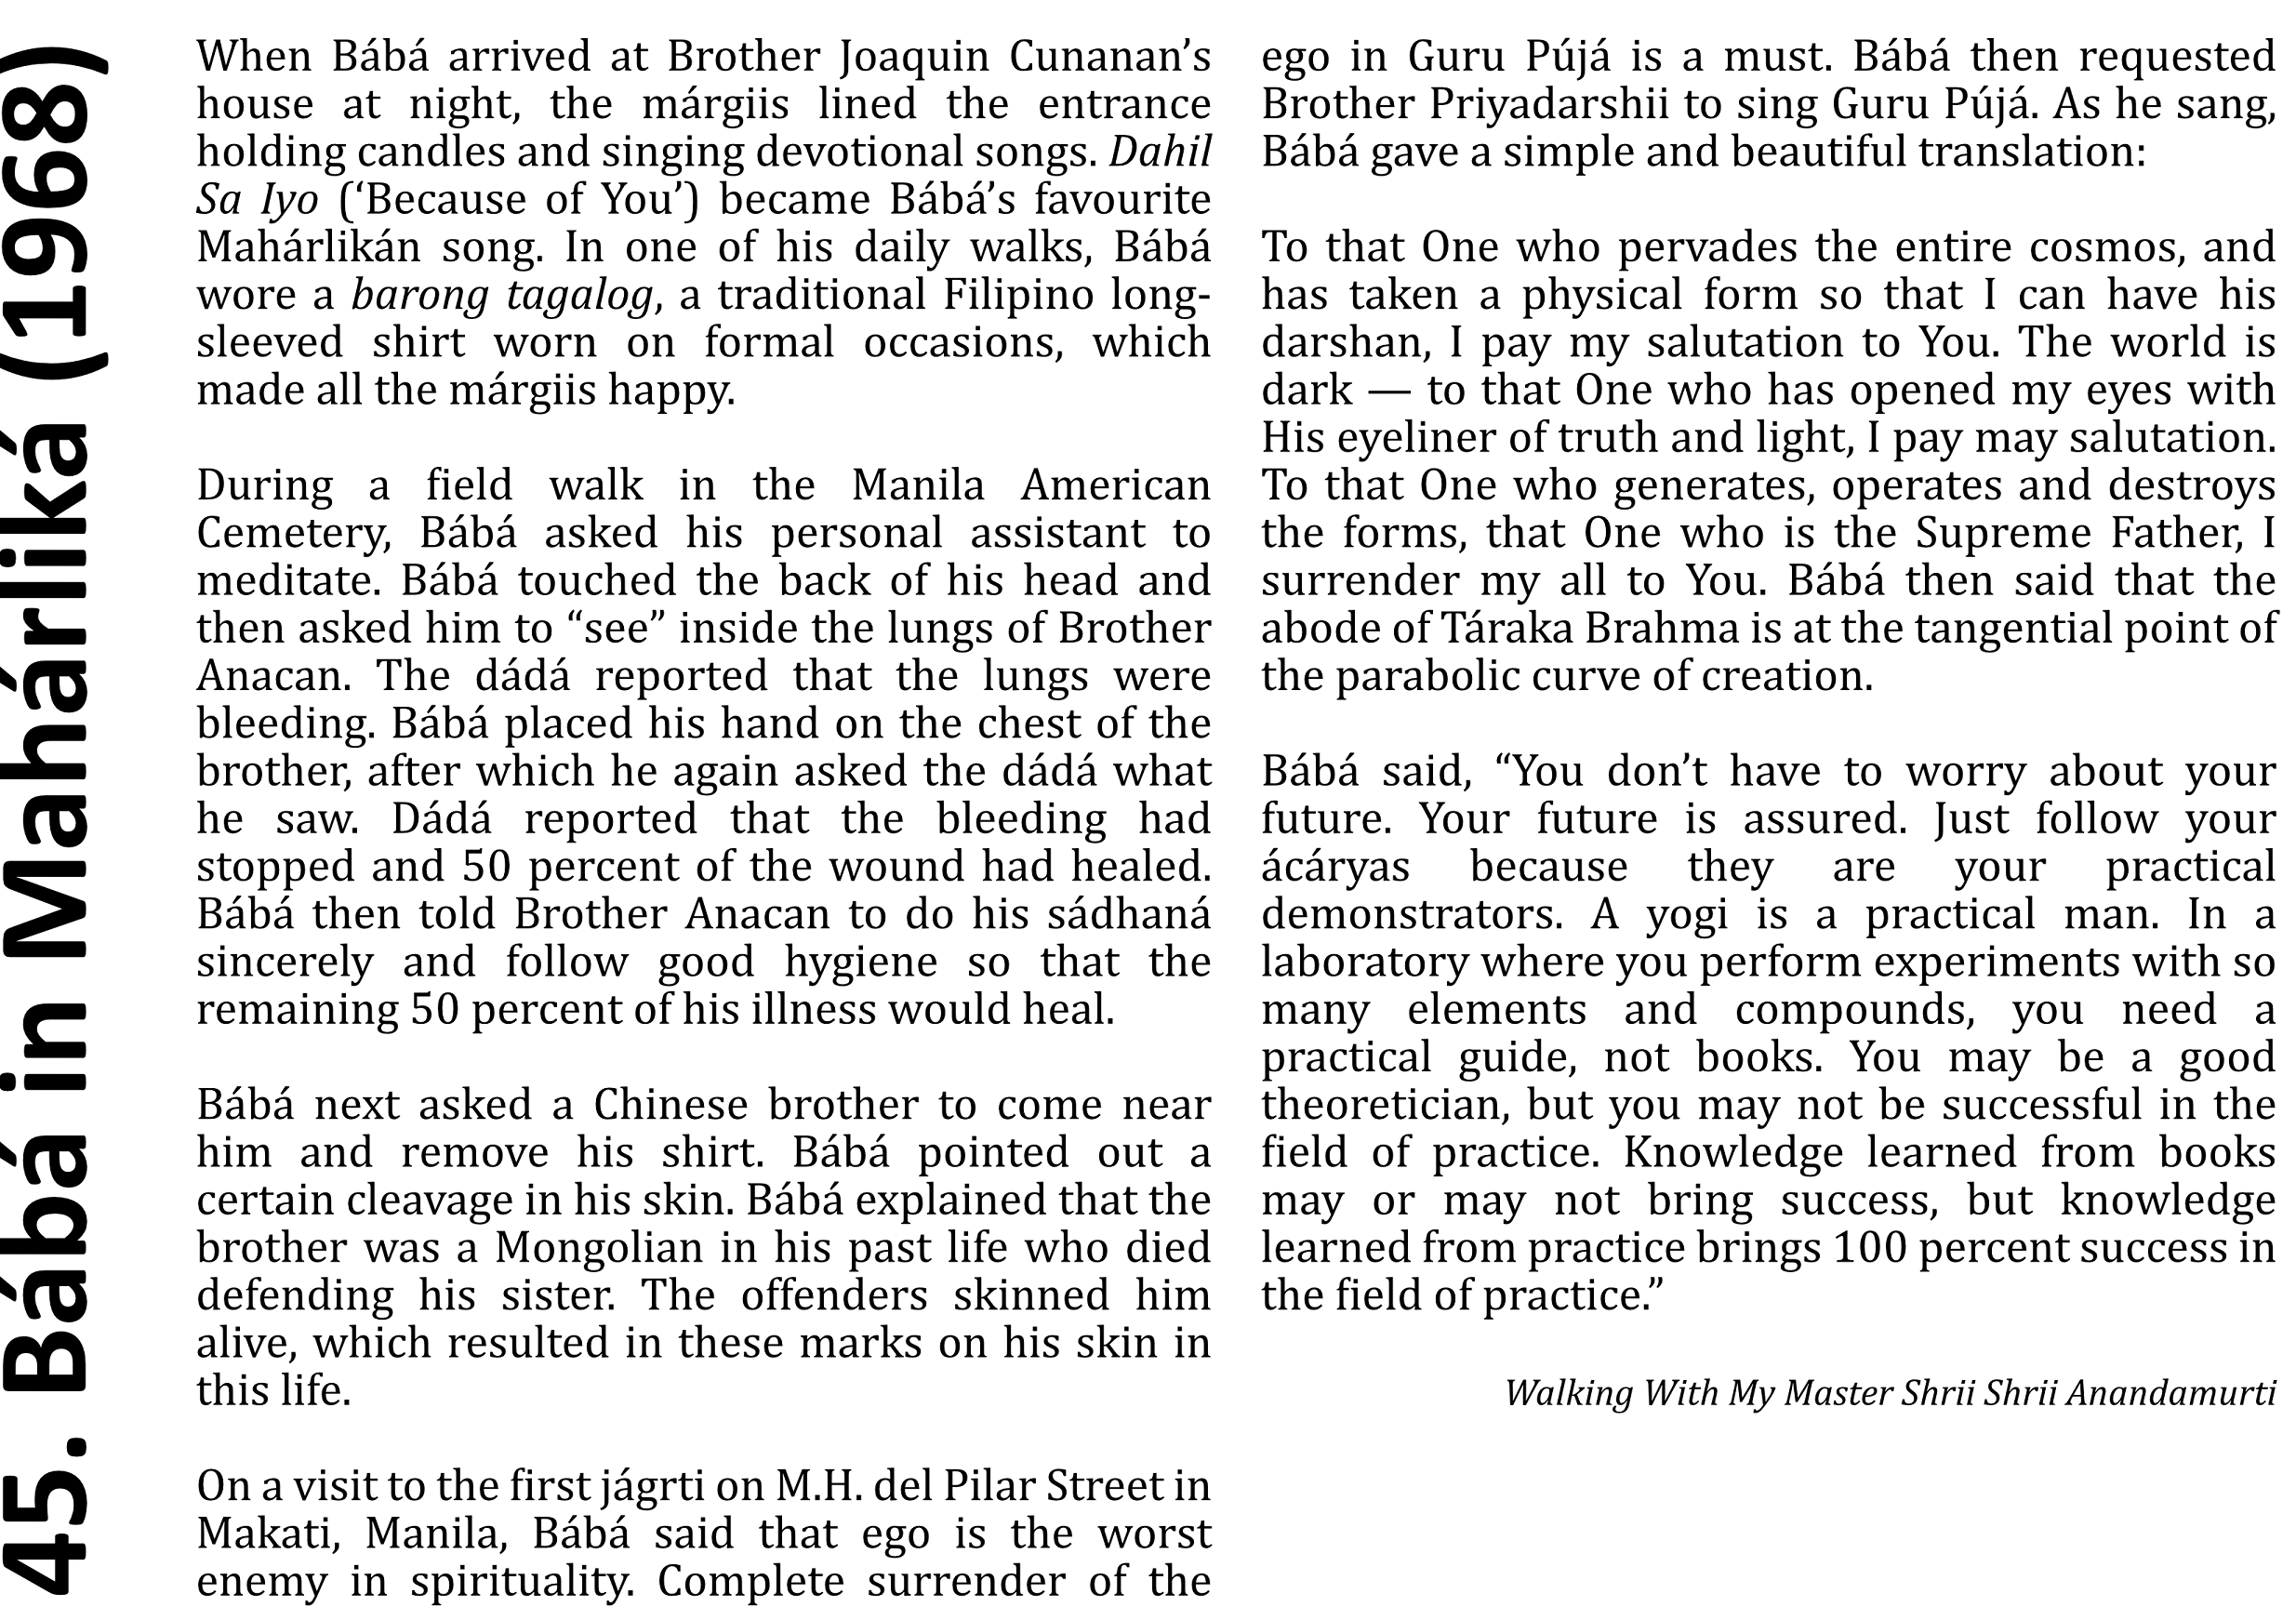 45. Bábá in Mahárliká (1968)
When Bábá arrived at Brother Joaquin Cunanan’s
house at night, the márgiis lined the entrance
holding candles and singing devotional songs. Dahil
Sa Iyo (‘Because of You’) became Bábá’s favourite
Mahárlikán song. In one of his daily walks, Bábá
wore a barong tagalog, a traditional Filipino long-
sleeved shirt worn on formal occasions, which
made all the márgiis happy.
During a field walk in the Manila American
Cemetery, Bábá asked his personal assistant to
meditate. Bábá touched the back of his head and
then asked him to “see” inside the lungs of Brother
Anacan. The dádá reported that the lungs were
bleeding. Bábá placed his hand on the chest of the
brother, after which he again asked the dádá what
he saw. Dádá reported that the bleeding had
stopped and 50 percent of the wound had healed.
Bábá then told Brother Anacan to do his sádhaná
sincerely and follow good hygiene so that the
remaining 50 percent of his illness would heal.
Bábá next asked a Chinese brother to come near
him and remove his shirt. Bábá pointed out a
certain cleavage in his skin. Bábá explained that the
brother was a Mongolian in his past life who died
defending his sister. The offenders skinned him
alive, which resulted in these marks on his skin in
this life.
On a visit to the first jágrti on M.H. del Pilar Street in
Makati, Manila, Bábá said that ego is the worst
enemy in spirituality. Complete surrender of the
ego in Guru Pújá is a must. Bábá then requested
Brother Priyadarshii to sing Guru Pújá. As he sang,
Bábá gave a simple and beautiful translation:
To that One who pervades the entire cosmos, and
has taken a physical form so that I can have his
darshan, I pay my salutation to You. The world is
dark — to that One who has opened my eyes with
His eyeliner of truth and light, I pay may salutation.
To that One who generates, operates and destroys
the forms, that One who is the Supreme Father, I
surrender my all to You. Bábá then said that the
abode of Táraka Brahma is at the tangential point of
the parabolic curve of creation.
Bábá said, “You don’t have to worry about your
future. Your future is assured. Just follow your
ácáryas because they are your practical
demonstrators. A yogi is a practical man. In a
laboratory where you perform experiments with so
many elements and compounds, you need a
practical guide, not books. You may be a good
theoretician, but you may not be successful in the
field of practice. Knowledge learned from books
may or may not bring success, but knowledge
learned from practice brings 100 percent success in
the field of practice.”
Walking With My Master Shrii Shrii Anandamurti